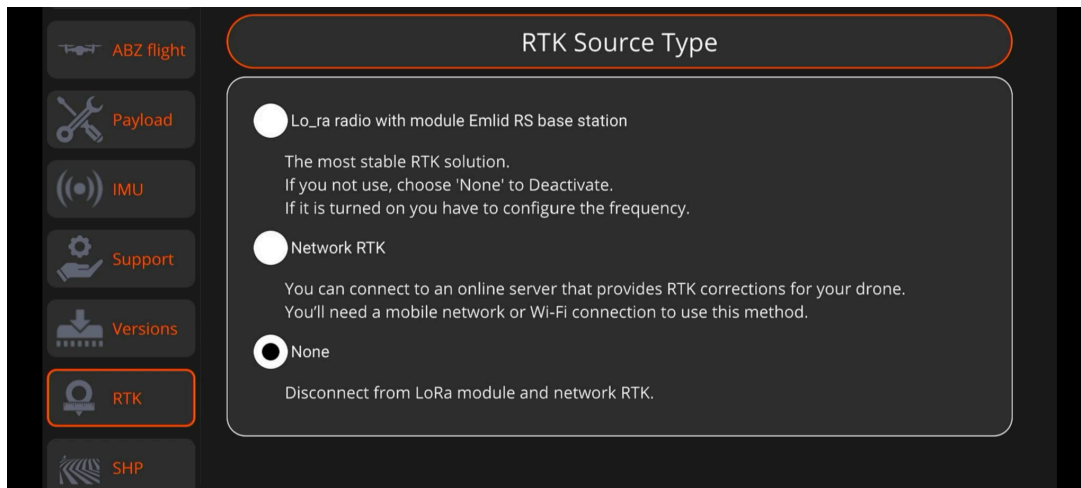 ABZ flight
Payload
IMU
Support
Versions
RTK
SHP
RTK Source Type
Lo_ra radio with module Emlid RS base station
The most stable RTK solution.
If you not use, choose 'None' to Deactivate.
If it is turned on you have to configure the frequency.
Network RTK
You can connect to an online server that provides RTK corrections for your drone.
You'll need a mobile network or Wi-Fi connection to use this method.
None
Disconnect from LoRa module and network RTK.